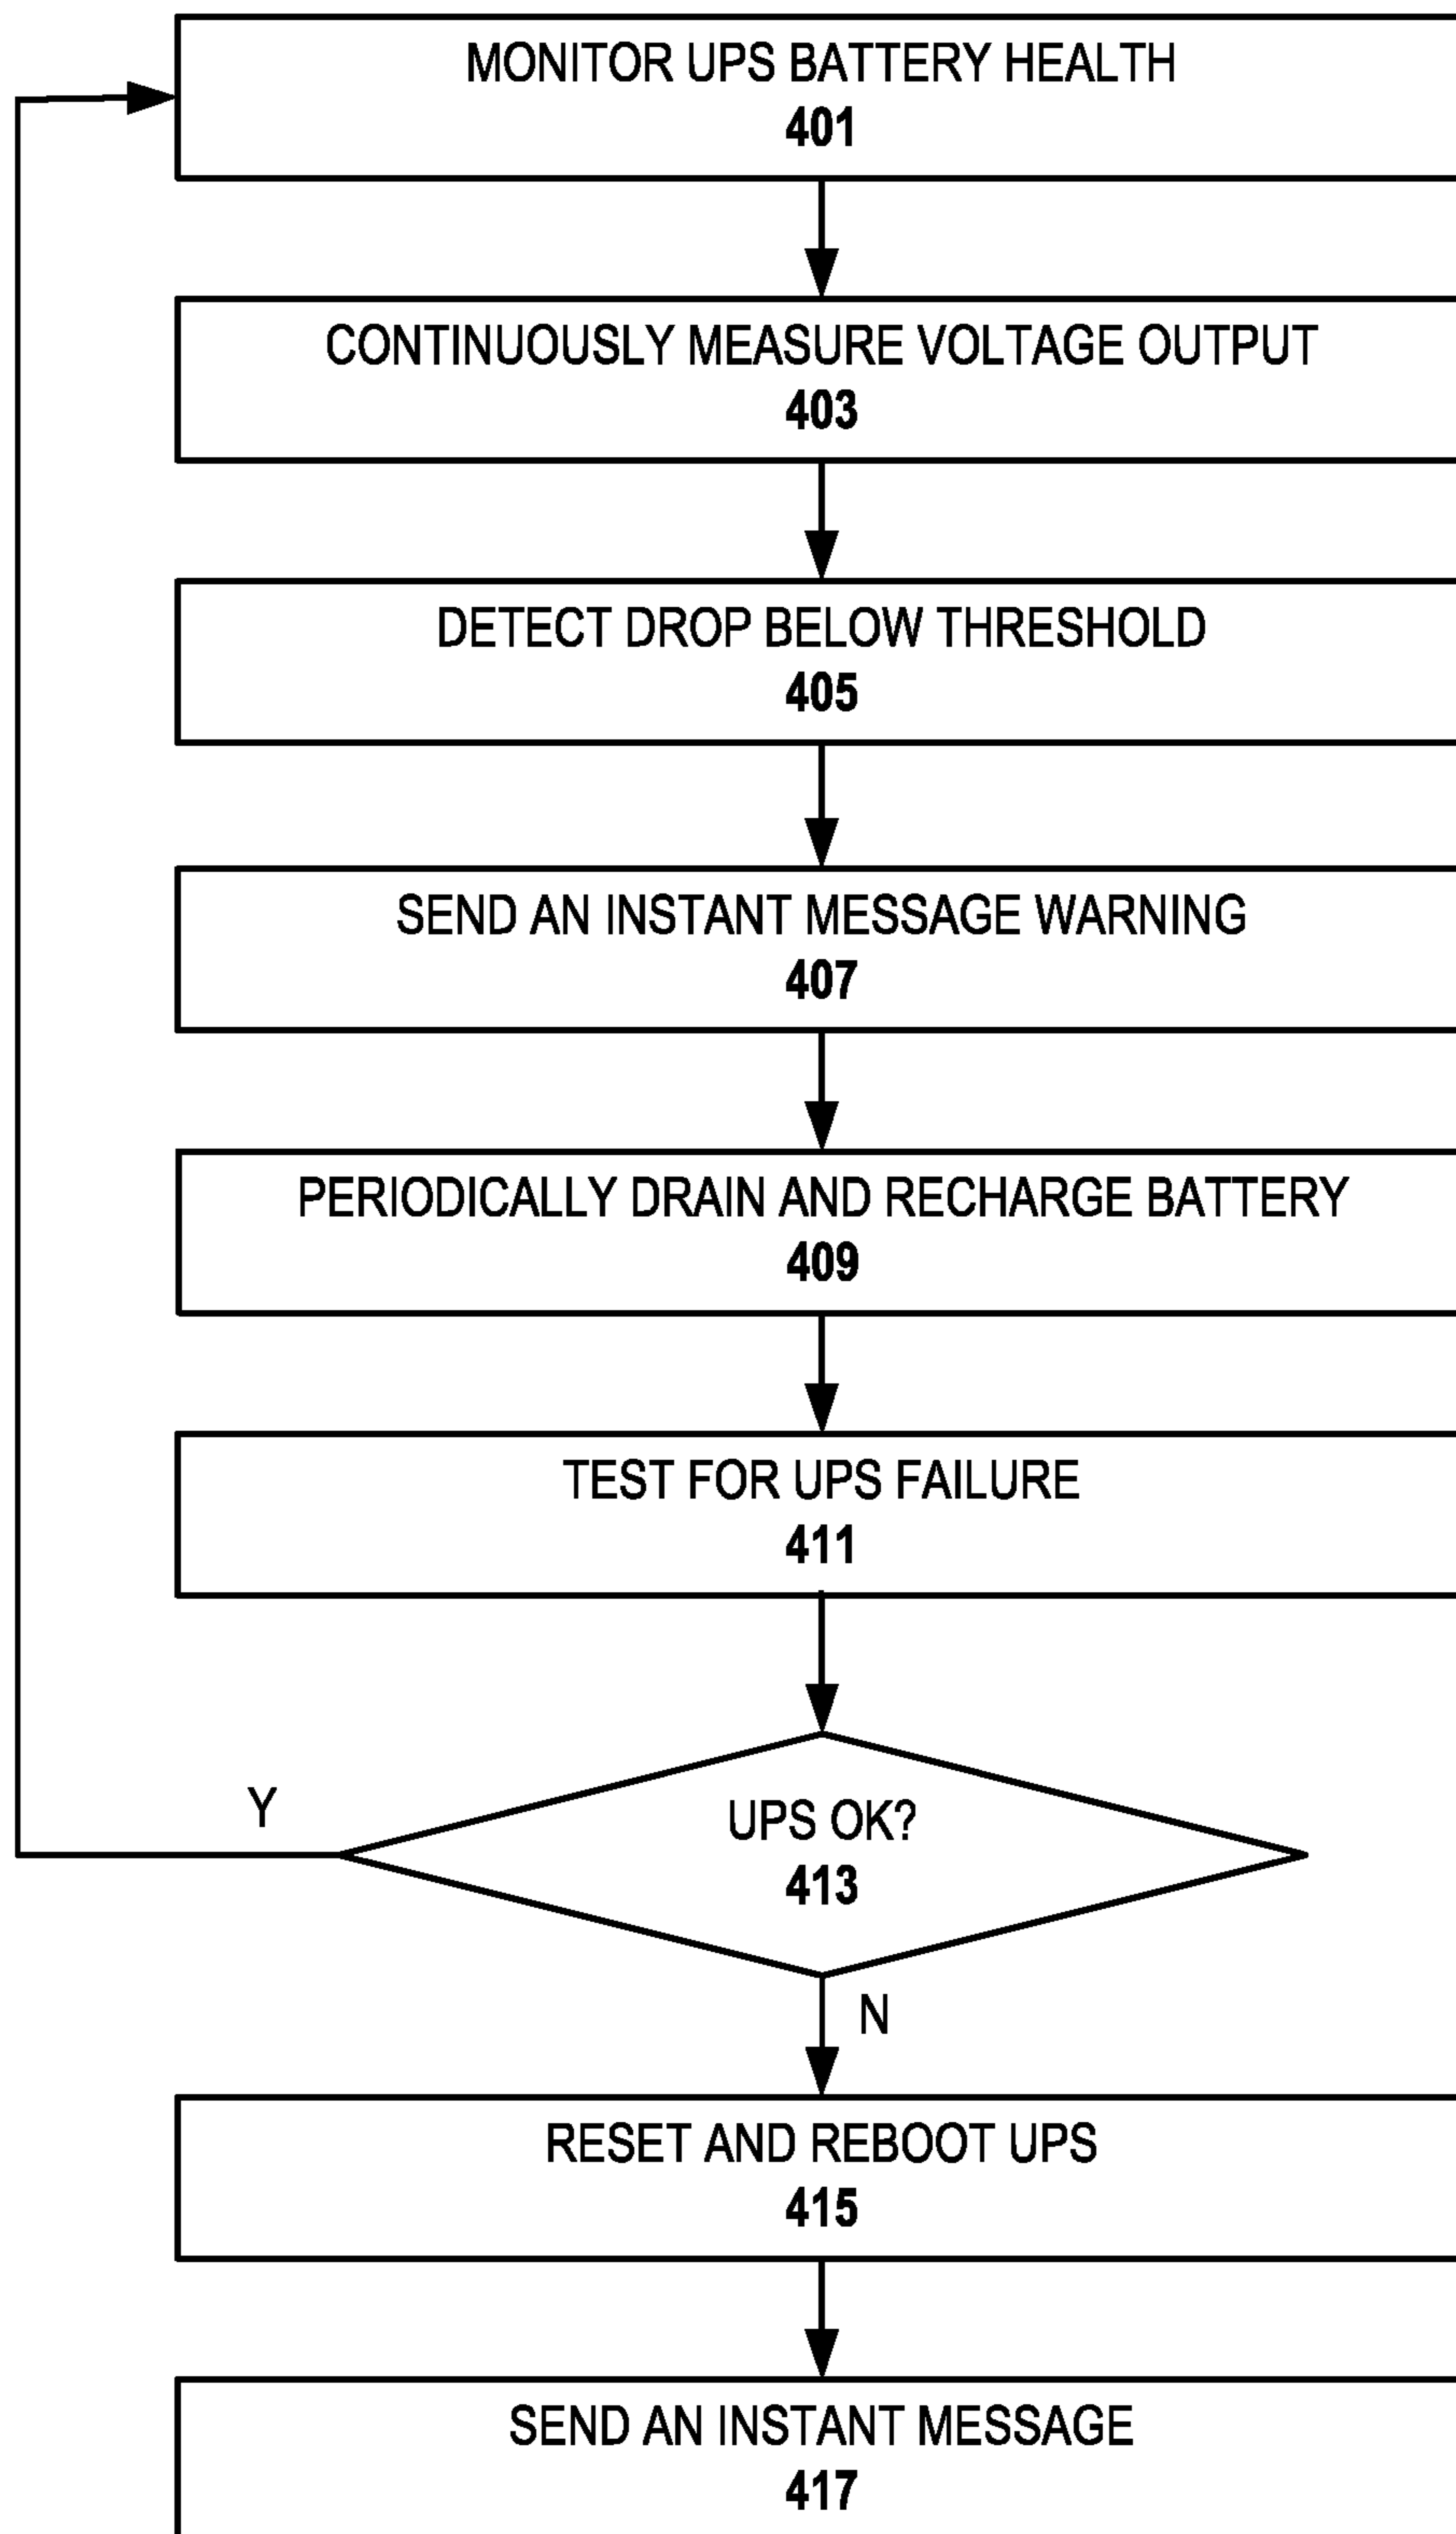 MONITOR UPS BATTERY HEALTH
401
CONTINUOUSLY MEASURE VOLTAGE OUTPUT
403
DETECT DROP BELOW THRESHOLD
405
SEND AN INSTANT MESSAGE WARNING
407
PERIODICALLY DRAIN AND RECHARGE BATTERY
409
TEST FOR UPS FAILURE
411
Y
UPS OK?
413
N
RESET AND REBOOT UPS
415
SEND AN INSTANT MESSAGE
417